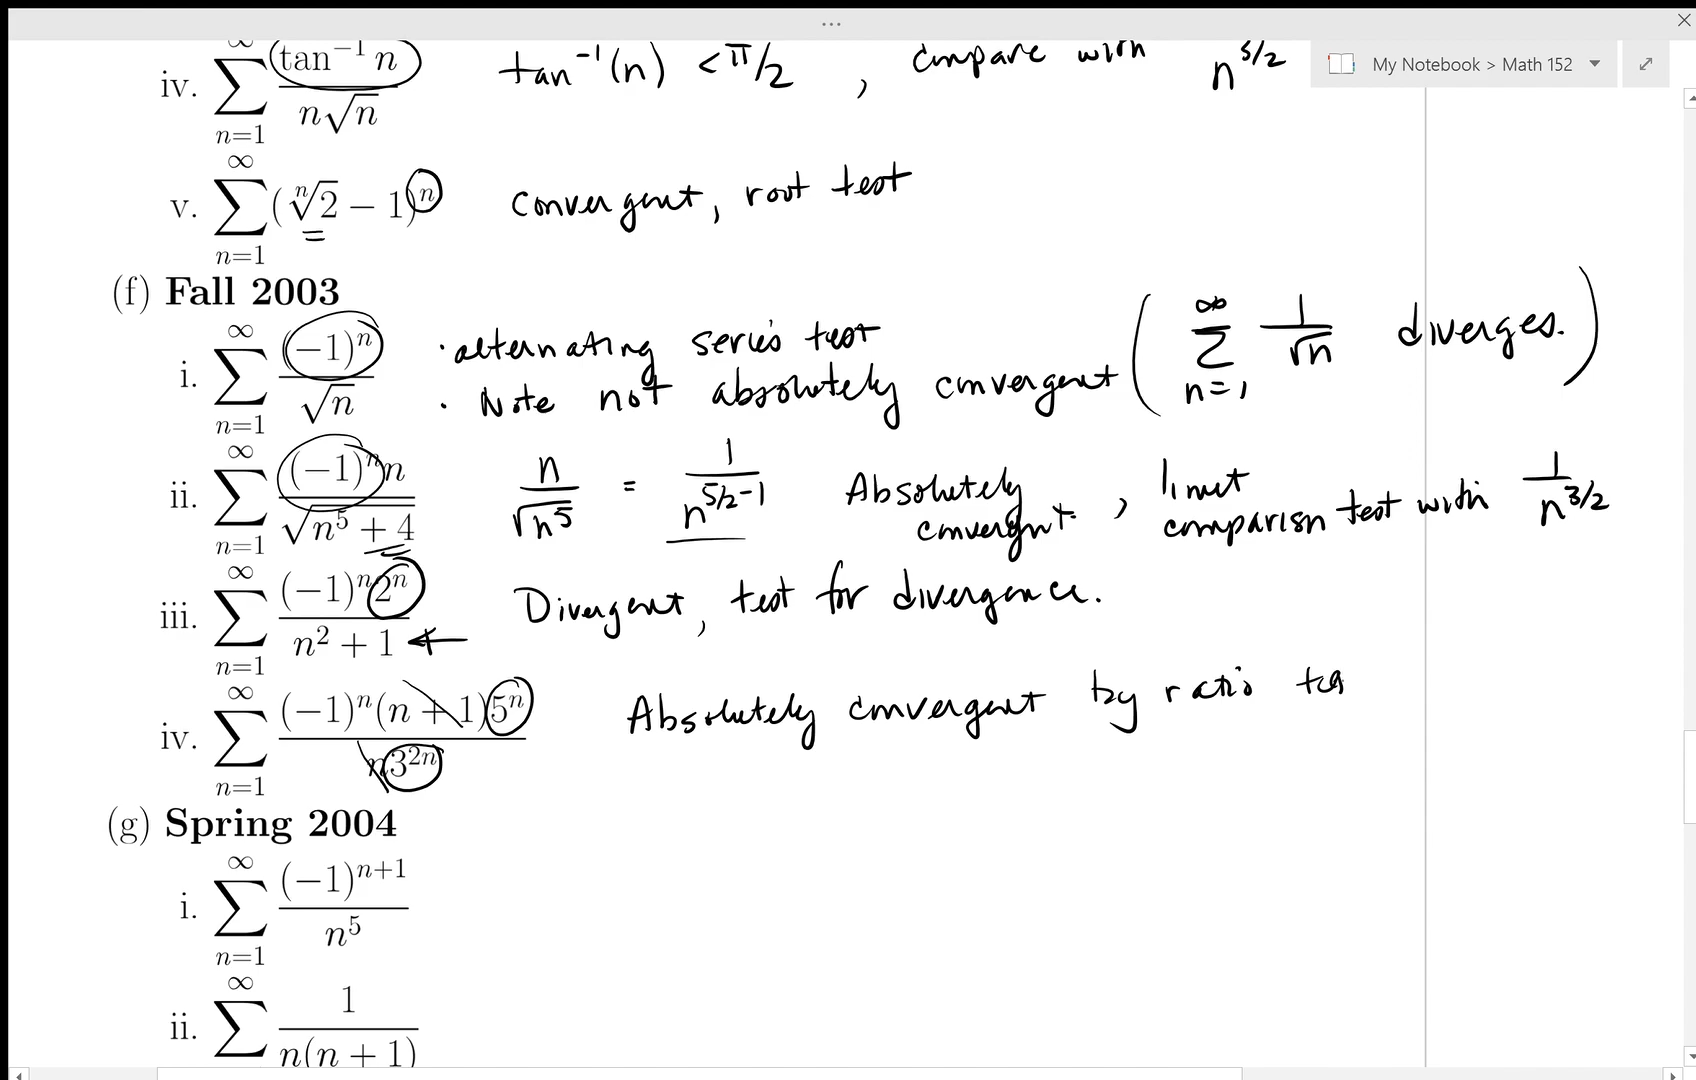 ...
My Notebook > Math 152
iv. ∑_{n=1}^{∞} tan⁻¹ n / n√n   tan⁻¹(n) < π/2 , compare with n^{3/2}
v. ∑_{n=1}^{∞} (ⁿ√2 − 1)ⁿ   convergent, root test
(f) Fall 2003
i. ∑_{n=1}^{∞} (−1)ⁿ / √n   · alternating series test
· Note not absolutely convergent ( ∑_{n=1}^{∞} 1/√n diverges. )
ii. ∑_{n=1}^{∞} (−1)ⁿn / √(n⁵ + 4)   n/√n⁵ = 1/n^{5/2−1}   Absolutely convergnt. , limit comparison test with 1/n^{3/2}
iii. ∑_{n=1}^{∞} (−1)ⁿ2ⁿ / n² + 1 ←   Divergent, test for divergence.
iv. ∑_{n=1}^{∞} (−1)ⁿ(n + 1)5ⁿ / n3²ⁿ   Absolutely convergent by ratio tes
(g) Spring 2004
i. ∑_{n=1}^{∞} (−1)ⁿ⁺¹ / n⁵
ii. ∑^{∞} 1 / n(n + 1)